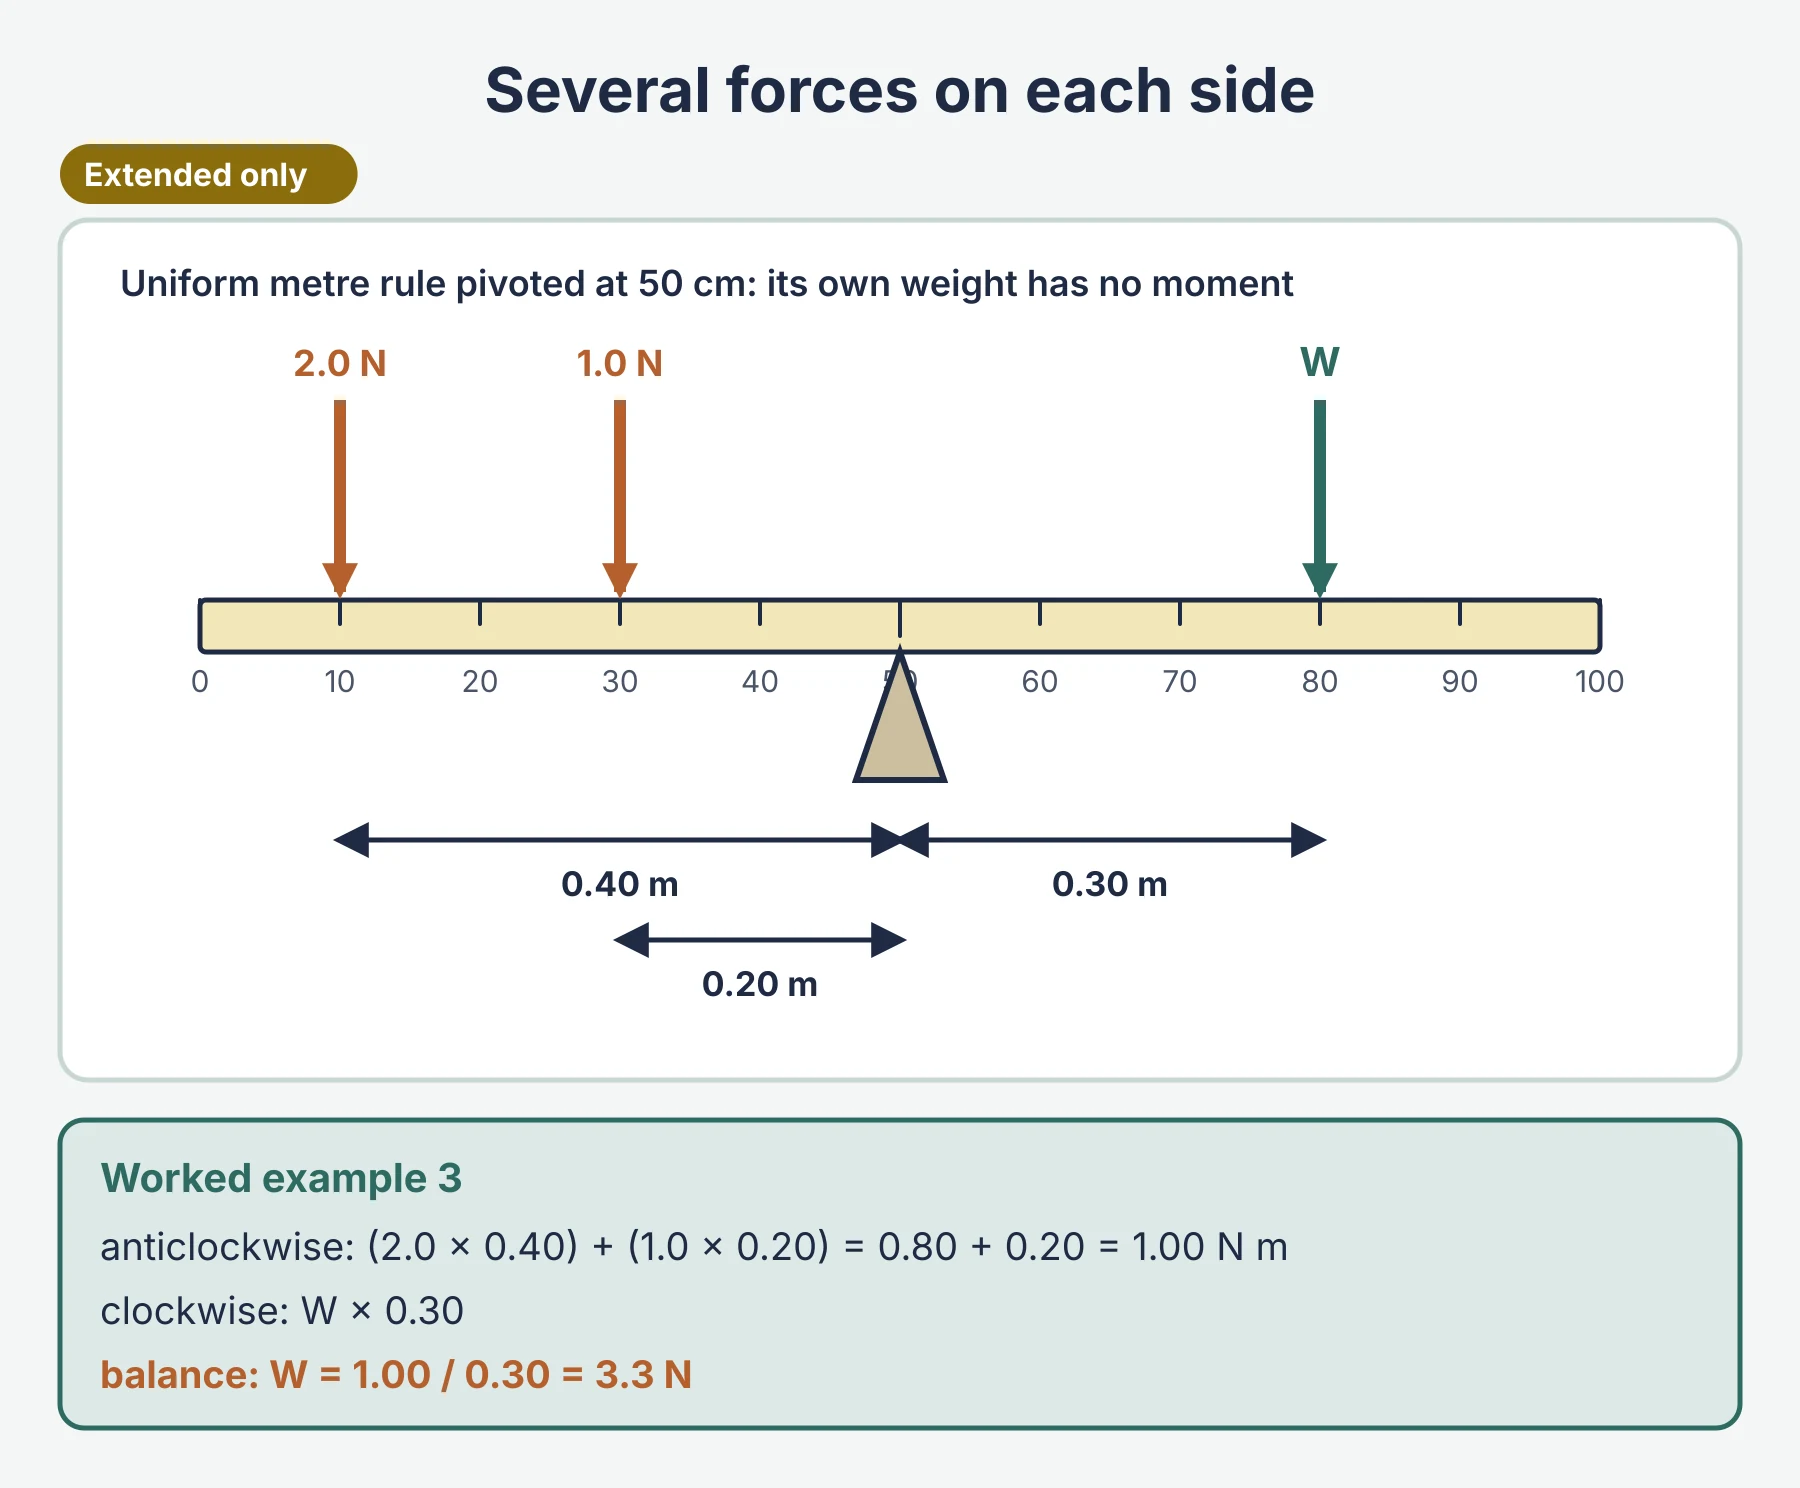 Several forces on each side
Extended only
Uniform metre rule pivoted at 50 cm: its own weight has no moment
2.0 N 1.0 N W
0 10 20 30 40 50 60 70 80 90 100
0.40 m 0.30 m
0.20 m
Worked example 3
anticlockwise: (2.0 × 0.40) + (1.0 × 0.20) = 0.80 + 0.20 = 1.00 N m
clockwise: W × 0.30
balance: W = 1.00 / 0.30 = 3.3 N